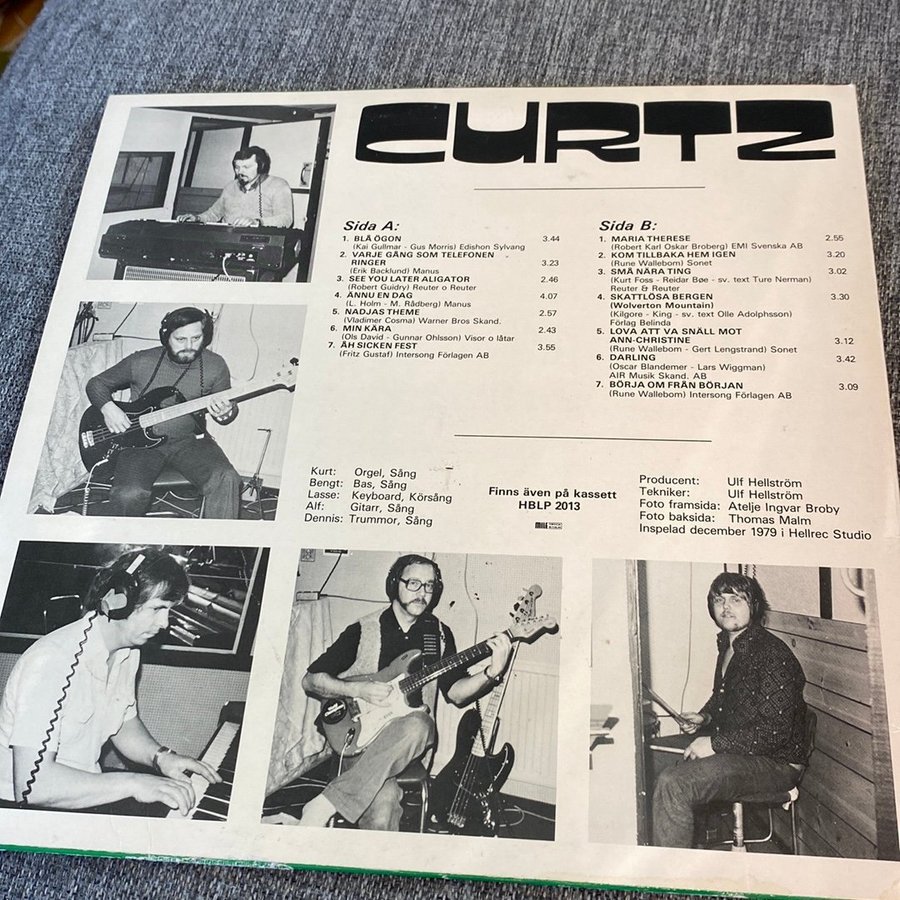 CURTZ
Sida A:
1. BLÅ ÖGON 3.44
(Kai Gullmar - Gus Morris) Edishon Sylvang
2. VARJE GÅNG SOM TELEFONEN
RINGER 3.23
(Erik Backlund) Manus
3. SEE YOU LATER ALIGATOR 2.46
(Robert Guidry) Reuter o Reuter
4. ÄNNU EN DAG 4.07
(L. Holm - M. Rådberg) Manus
5. NADJAS THEME 2.57
(Vladimer Cosma) Warner Bros Skand.
6. MIN KÄRA 2.43
(Ols David - Gunnar Ohlsson) Visor o låtar
7. ÅH SICKEN FEST 3.55
(Fritz Gustaf) Intersong Förlagen AB
Sida B:
1. MARIA THERESE 2.55
(Robert Karl Oskar Broberg) EMI Svenska AB
2. KOM TILLBAKA HEM IGEN 3.20
(Rune Wallebom) Sonet
3. SMÅ NÄRA TING 3.02
(Kurt Foss - Reidar Bøe - sv. text Ture Nerman)
Reuter & Reuter
4. SKATTLÖSA BERGEN 3.30
(Wolverton Mountain)
(Kilgore - King - sv. text Olle Adolphsson)
Förlag Belinda
5. LOVA ATT VA SNÄLL MOT
ANN-CHRISTINE 3.12
(Rune Wallebom - Gert Lengstrand) Sonet
6. DARLING 3.42
(Oscar Blandemer - Lars Wiggman)
AIR Musik Skand. AB
7. BÖRJA OM FRÅN BÖRJAN 3.09
(Rune Wallebom) Intersong Förlagen AB
Kurt: Orgel, Sång
Bengt: Bas, Sång
Lasse: Keyboard, Körsång
Alf: Gitarr, Sång
Dennis: Trummor, Sång
Finns även på kassett
HBLP 2013
Producent: Ulf Hellström
Tekniker: Ulf Hellström
Foto framsida: Atelje Ingvar Broby
Foto baksida: Thomas Malm
Inspelad december 1979 i Hellrec Studio